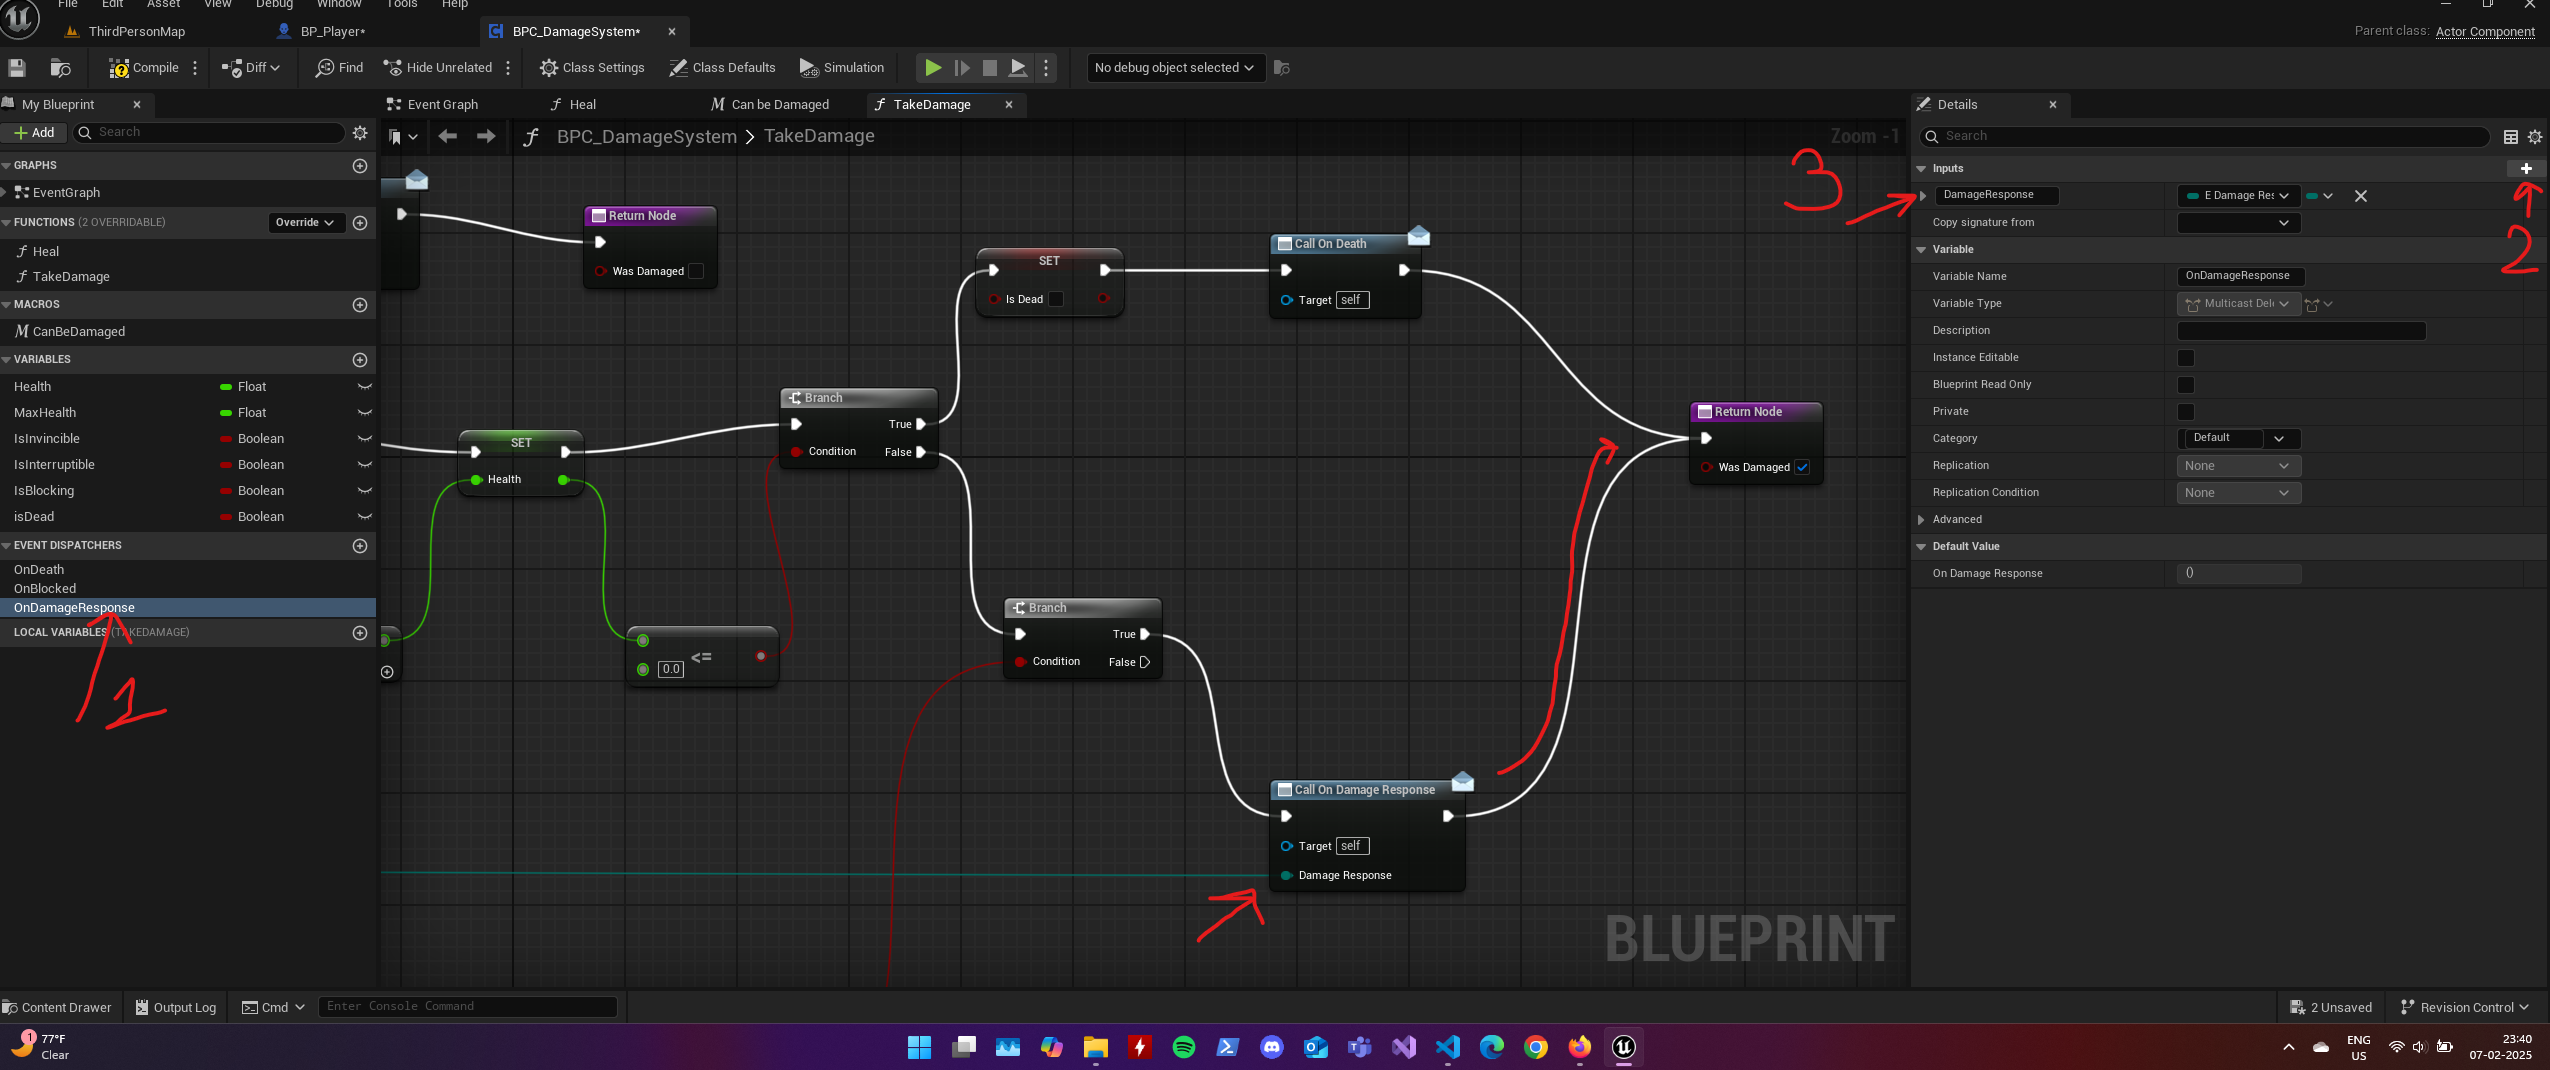 File Edit Asset View Debug Window Tools Help
ThirdPersonMap
BP_Player*
BPC_DamageSystem*
Parent class: Actor Component
Compile
Diff
Find
Hide Unrelated
Class Settings
Class Defaults
Simulation
No debug object selected
My Blueprint
Event Graph
Heal
Can be Damaged
TakeDamage
Details
Add
Search
BPC_DamageSystem > TakeDamage
Zoom -1
Search
GRAPHS
EventGraph
FUNCTIONS (2 OVERRIDABLE)
Override
Heal
TakeDamage
MACROS
CanBeDamaged
VARIABLES
Health Float
MaxHealth Float
IsInvincible Boolean
IsInterruptible Boolean
IsBlocking Boolean
isDead Boolean
EVENT DISPATCHERS
OnDeath
OnBlocked
OnDamageResponse
LOCAL VARIABLES (TAKEDAMAGE)
1
Return Node
Was Damaged
SET
Is Dead
Call On Death
Target self
Branch
True
Condition False
SET
Health
Return Node
Was Damaged
0.0 <=
Branch
True
Condition False
Call On Damage Response
Target self
Damage Response
BLUEPRINT
3
2
Inputs
DamageResponse E Damage Res
Copy signature from
Variable
Variable Name OnDamageResponse
Variable Type Multicast Del
Description
Instance Editable
Blueprint Read Only
Private
Category Default
Replication None
Replication Condition None
Advanced
Default Value
On Damage Response ()
Content Drawer
Output Log
Cmd
Enter Console Command
2 Unsaved
Revision Control
1
77°F
Clear
ENG
US
23:40
07-02-2025